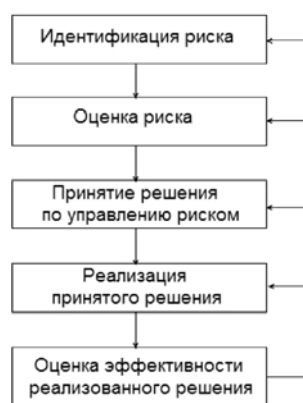 Идентификация риска
Оценка риска
Принятие решения
по управлению риском
Реализация
принятого решения
Оценка эффективности
реализованного решения